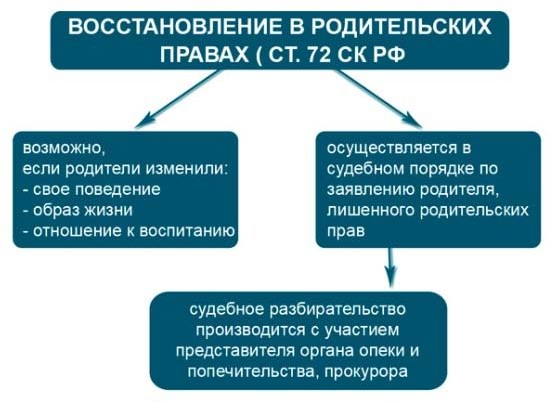 ВОССТАНОВЛЕНИЕ В РОДИТЕЛЬСКИХ
ПРАВАХ ( СТ. 72 СК РФ
возможно,
если родители изменили:
- свое поведение
- образ жизни
- отношение к воспитанию
осуществляется в
судебном порядке по
заявлению родителя,
лишенного родительских
прав
судебное разбирательство
производится с участием
представителя органа опеки и
попечительства, прокурора